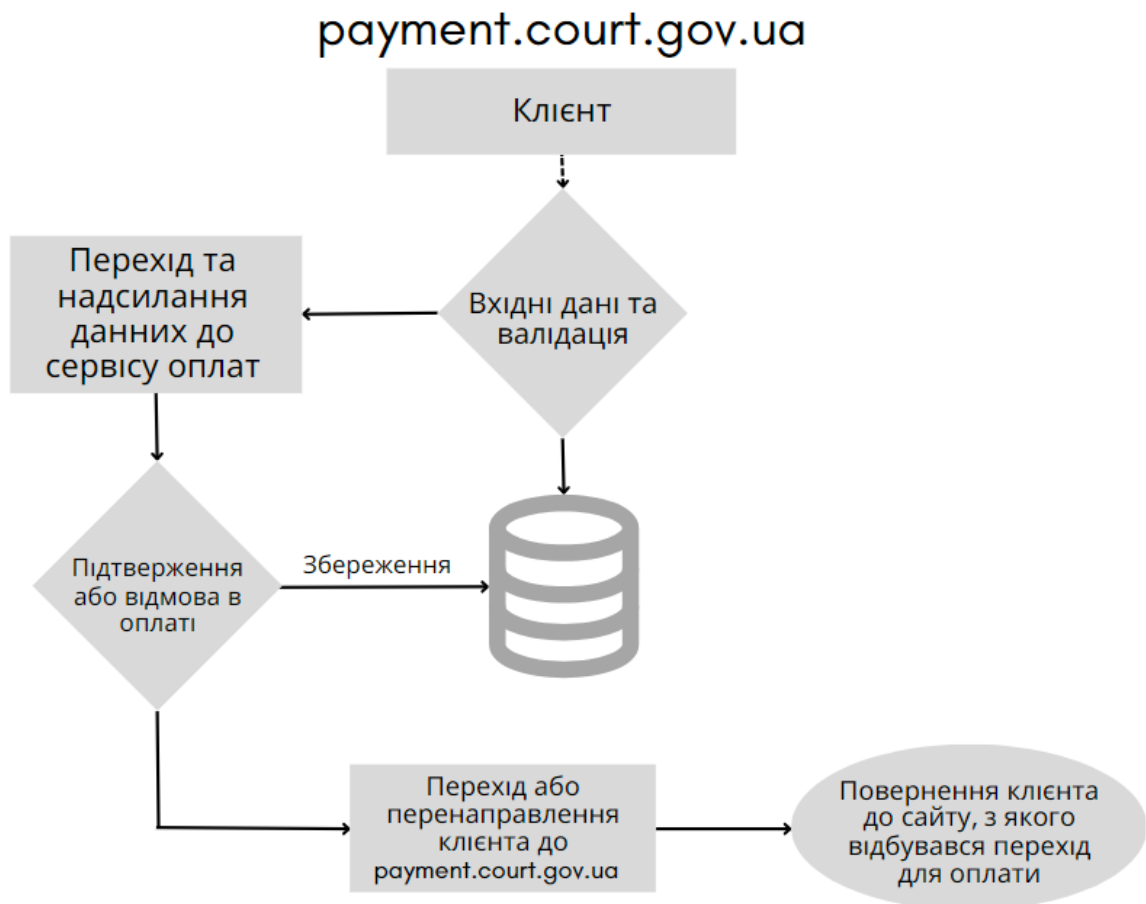 payment.court.gov.ua
Клієнт
Вхідні дані та
валідація
Перехід та
надсилання
данних до
сервісу оплат
Підтверження
або відмова в
оплаті
Збереження
Перехід або
перенаправлення
клієнта до
payment.court.gov.ua
Повернення клієнта
до сайту, з якого
відбувався перехід
для оплати